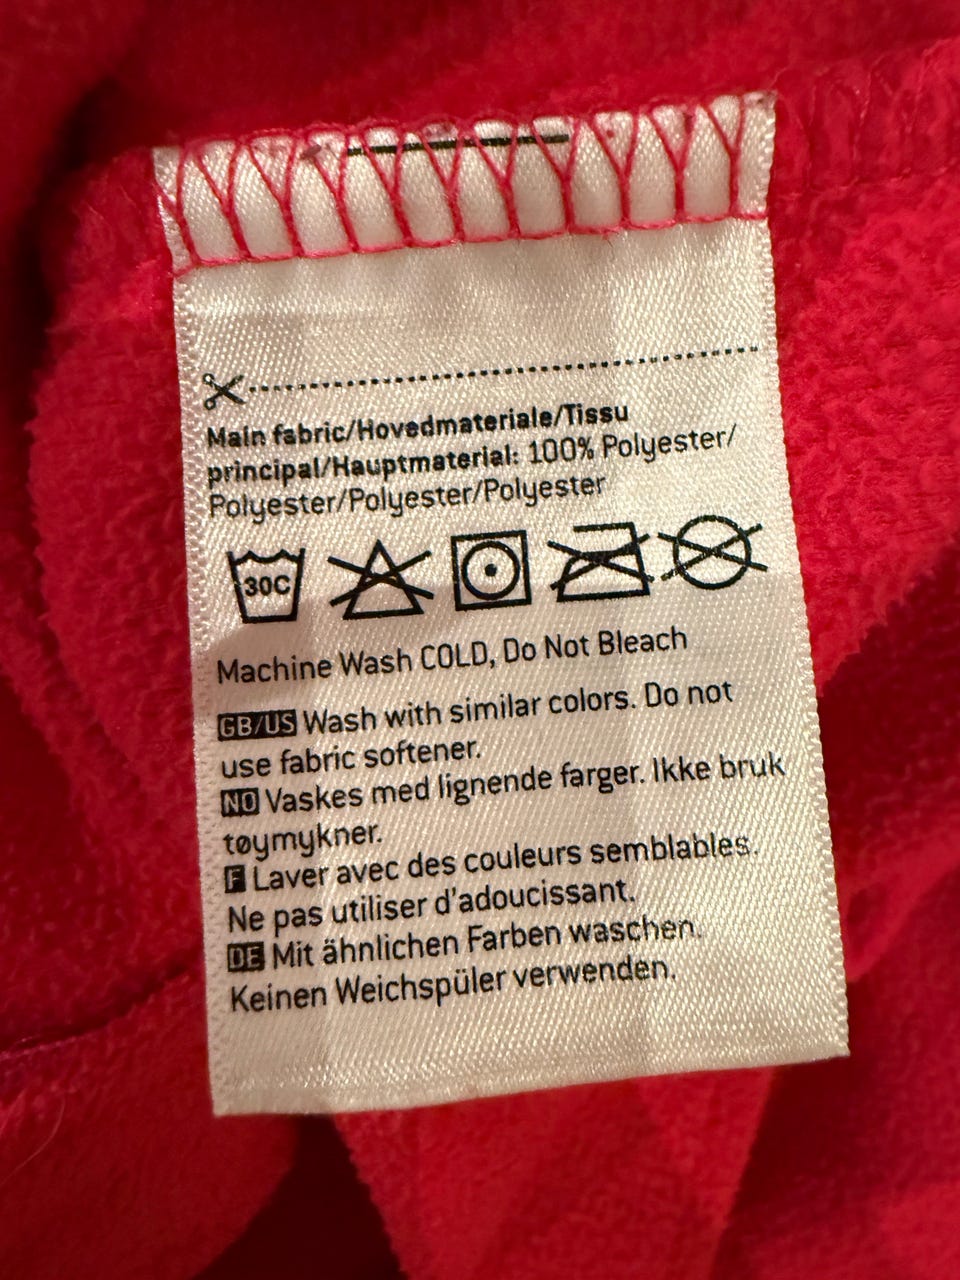 Main fabric/Hovedmateriale/Tissu
principal/Hauptmaterial: 100% Polyester/
Polyester/Polyester/Polyester
30C
Machine Wash COLD, Do Not Bleach
GB/US Wash with similar colors. Do not
use fabric softener.
NO Vaskes med lignende farger. Ikke bruk
tøymykner.
F Laver avec des couleurs semblables.
Ne pas utiliser d'adoucissant.
DE Mit ähnlichen Farben waschen.
Keinen Weichspüler verwenden.